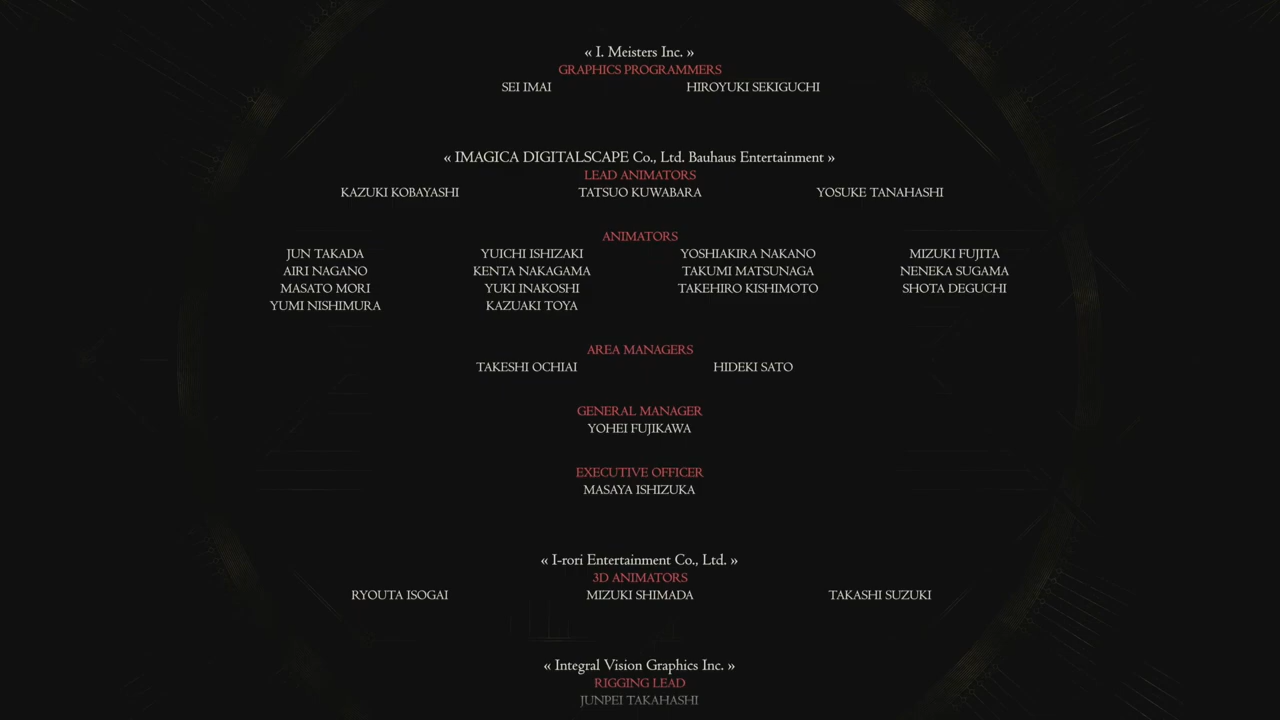 « I. Meisters Inc. »
GRAPHICS PROGRAMMERS
SEI IMAI HIROYUKI SEKIGUCHI
« IMAGICA DIGITALSCAPE Co., Ltd. Bauhaus Entertainment »
LEAD ANIMATORS
KAZUKI KOBAYASHI TATSUO KUWABARA YOSUKE TANAHASHI
ANIMATORS
JUN TAKADA YUICHI ISHIZAKI YOSHIAKIRA NAKANO MIZUKI FUJITA
AIRI NAGANO KENTA NAKAGAMA TAKUMI MATSUNAGA NENEKA SUGAMA
MASATO MORI YUKI INAKOSHI TAKEHIRO KISHIMOTO SHOTA DEGUCHI
YUMI NISHIMURA KAZUAKI TOYA
AREA MANAGERS
TAKESHI OCHIAI HIDEKI SATO
GENERAL MANAGER
YOHEI FUJIKAWA
EXECUTIVE OFFICER
MASAYA ISHIZUKA
« I-rori Entertainment Co., Ltd. »
3D ANIMATORS
RYOUTA ISOGAI MIZUKI SHIMADA TAKASHI SUZUKI
« Integral Vision Graphics Inc. »
RIGGING LEAD
JUNPEI TAKAHASHI